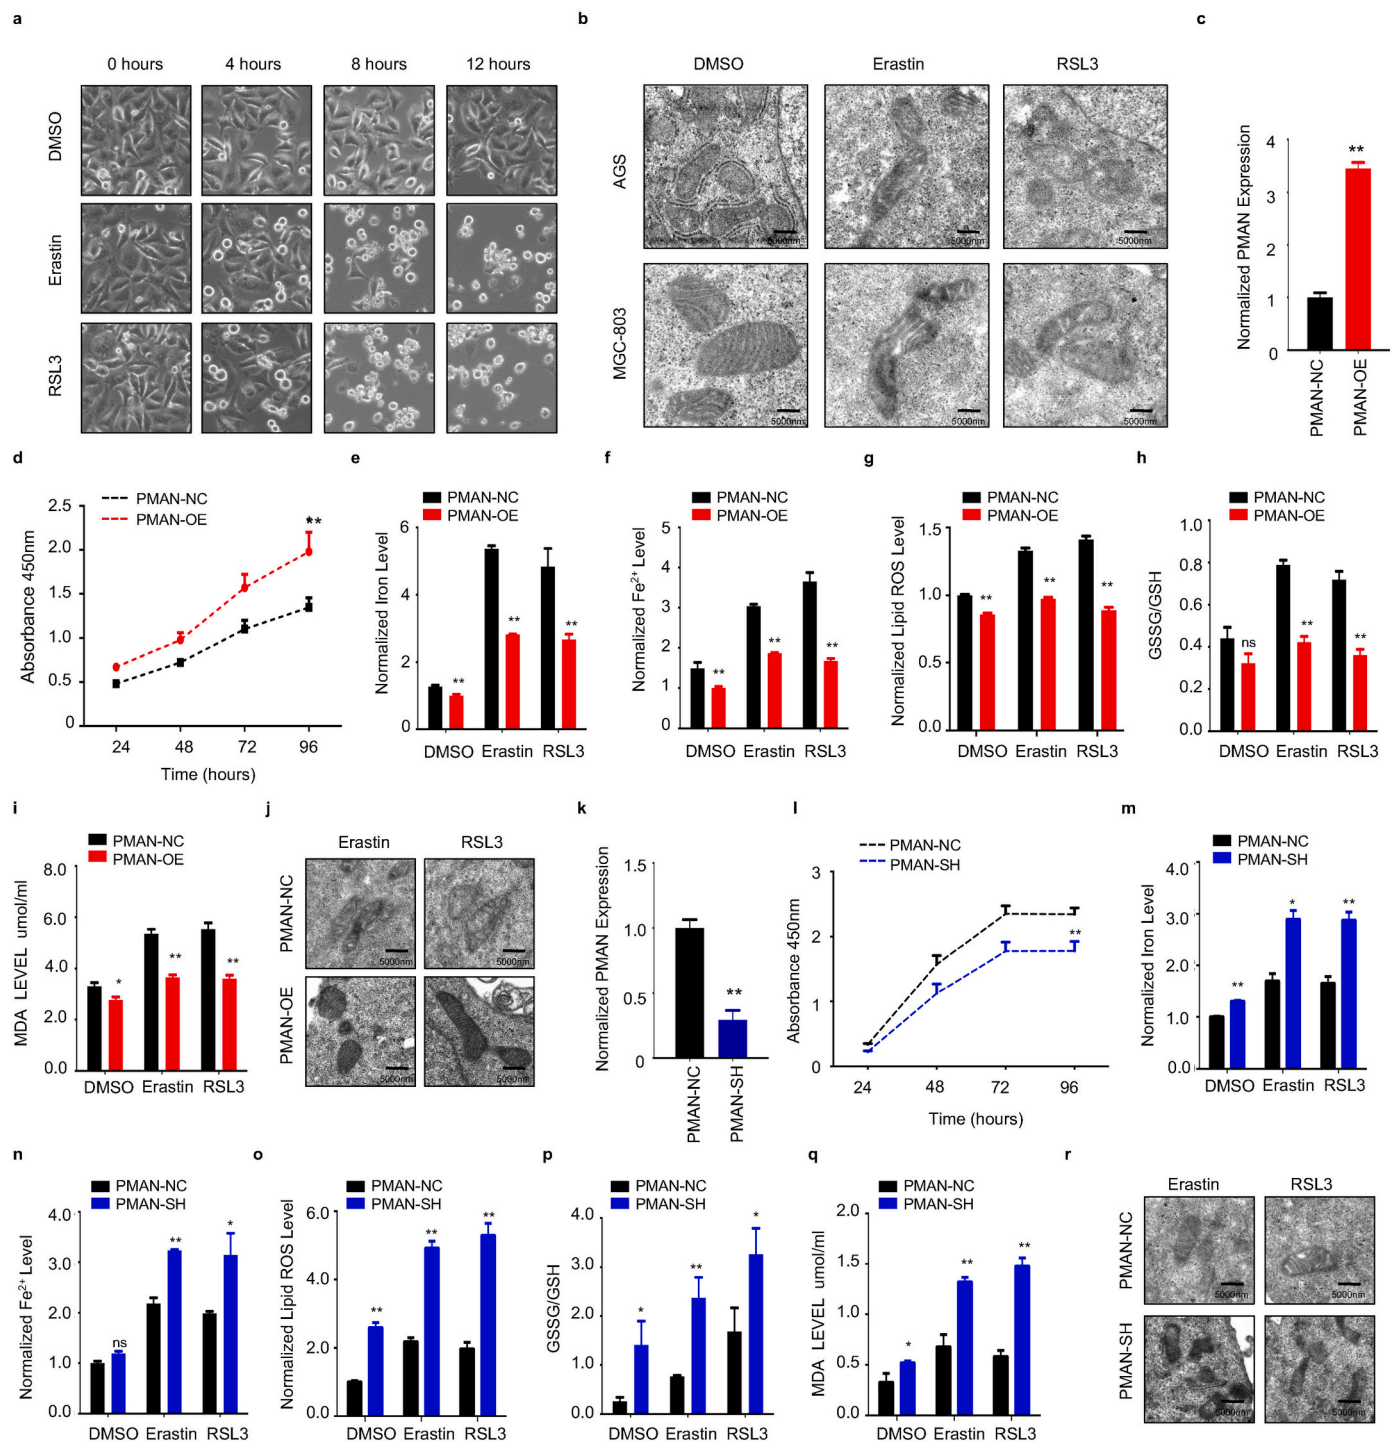 a
0 hours 4 hours 8 hours 12 hours
DMSO
Erastin
RSL3
b
DMSO Erastin RSL3
AGS
5000nm 5000nm 5000nm
MGC-803
5000nm 5000nm 5000nm
c
Normalized PMAN Expression
4
3
2
1
0
**
PMAN-NC
PMAN-OE
d
PMAN-NC
PMAN-OE
Absorbance 450nm
2.5
2.0
1.5
1.0
0.5
0
**
24 48 72 96
Time (hours)
e
PMAN-NC
PMAN-OE
Normalized Iron Level
6
4
2
0
** ** **
DMSO Erastin RSL3
f
PMAN-NC
PMAN-OE
Normalized Fe²⁺ Level
5
4
3
2
1
0
** ** **
DMSO Erastin RSL3
g
PMAN-NC
PMAN-OE
Normalized Lipid ROS Level
1.5
1.0
0.5
0.0
** ** **
DMSO Erastin RSL3
h
PMAN-NC
PMAN-OE
GSSG/GSH
1.0
0.8
0.6
0.4
0.2
0.0
ns ** **
DMSO Erastin RSL3
i
PMAN-NC
PMAN-OE
MDA LEVEL umol/ml
8.0
6.0
4.0
2.0
0.0
* ** **
DMSO Erastin RSL3
j
Erastin RSL3
PMAN-NC
5000nm 5000nm
PMAN-OE
5000nm 5000nm
k
Normalized PMAN Expression
1.5
1.0
0.5
0
**
PMAN-NC
PMAN-SH
l
PMAN-NC
PMAN-SH
Absorbance 450nm
3
2
1
0
**
24 48 72 96
Time (hours)
m
PMAN-NC
PMAN-SH
Normalized Iron Level
4.0
3.0
2.0
1.0
0.0
** * **
DMSO Erastin RSL3
n
PMAN-NC
PMAN-SH
Normalized Fe²⁺ Level
4.0
3.0
2.0
1.0
0.0
ns ** *
DMSO Erastin RSL3
o
PMAN-NC
PMAN-SH
Normalized Lipid ROS Level
6.0
4.0
2.0
0.0
** ** **
DMSO Erastin RSL3
p
PMAN-NC
PMAN-SH
GSSG/GSH
4.0
3.0
2.0
1.0
0.0
* ** *
DMSO Erastin RSL3
q
PMAN-NC
PMAN-SH
MDA LEVEL umol/ml
2.0
1.5
1.0
0.5
0.0
* ** **
DMSO Erastin RSL3
r
Erastin RSL3
PMAN-NC
5000nm 5000nm
PMAN-SH
5000nm 5000nm